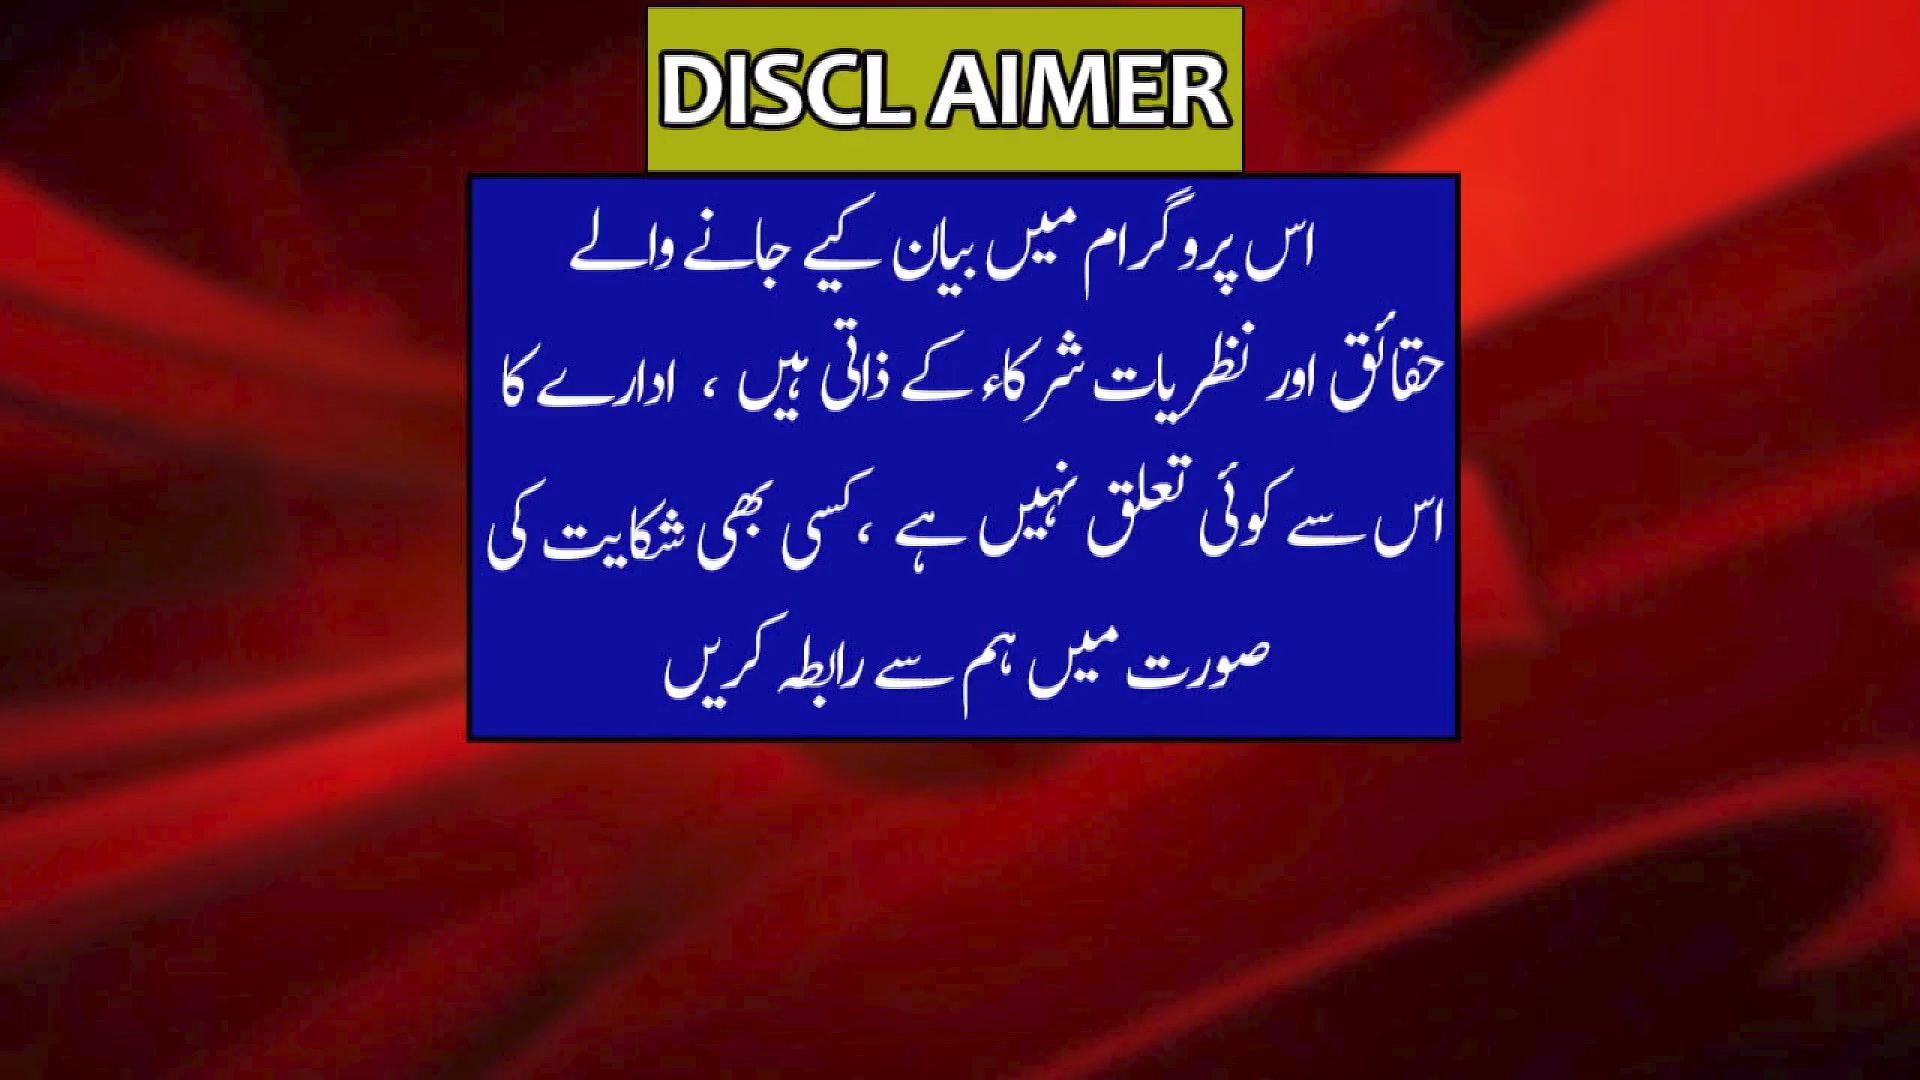 DISCL AIMER
اس پروگرام میں بیان کیے جانے والے
حقائق اور نظریات شرکاء کے ذاتی ہیں ، ادارے کا
اس سے کوئی تعلق نہیں ہے ،کسی بھی شکایت کی
صورت میں ہم سے رابطہ کریں